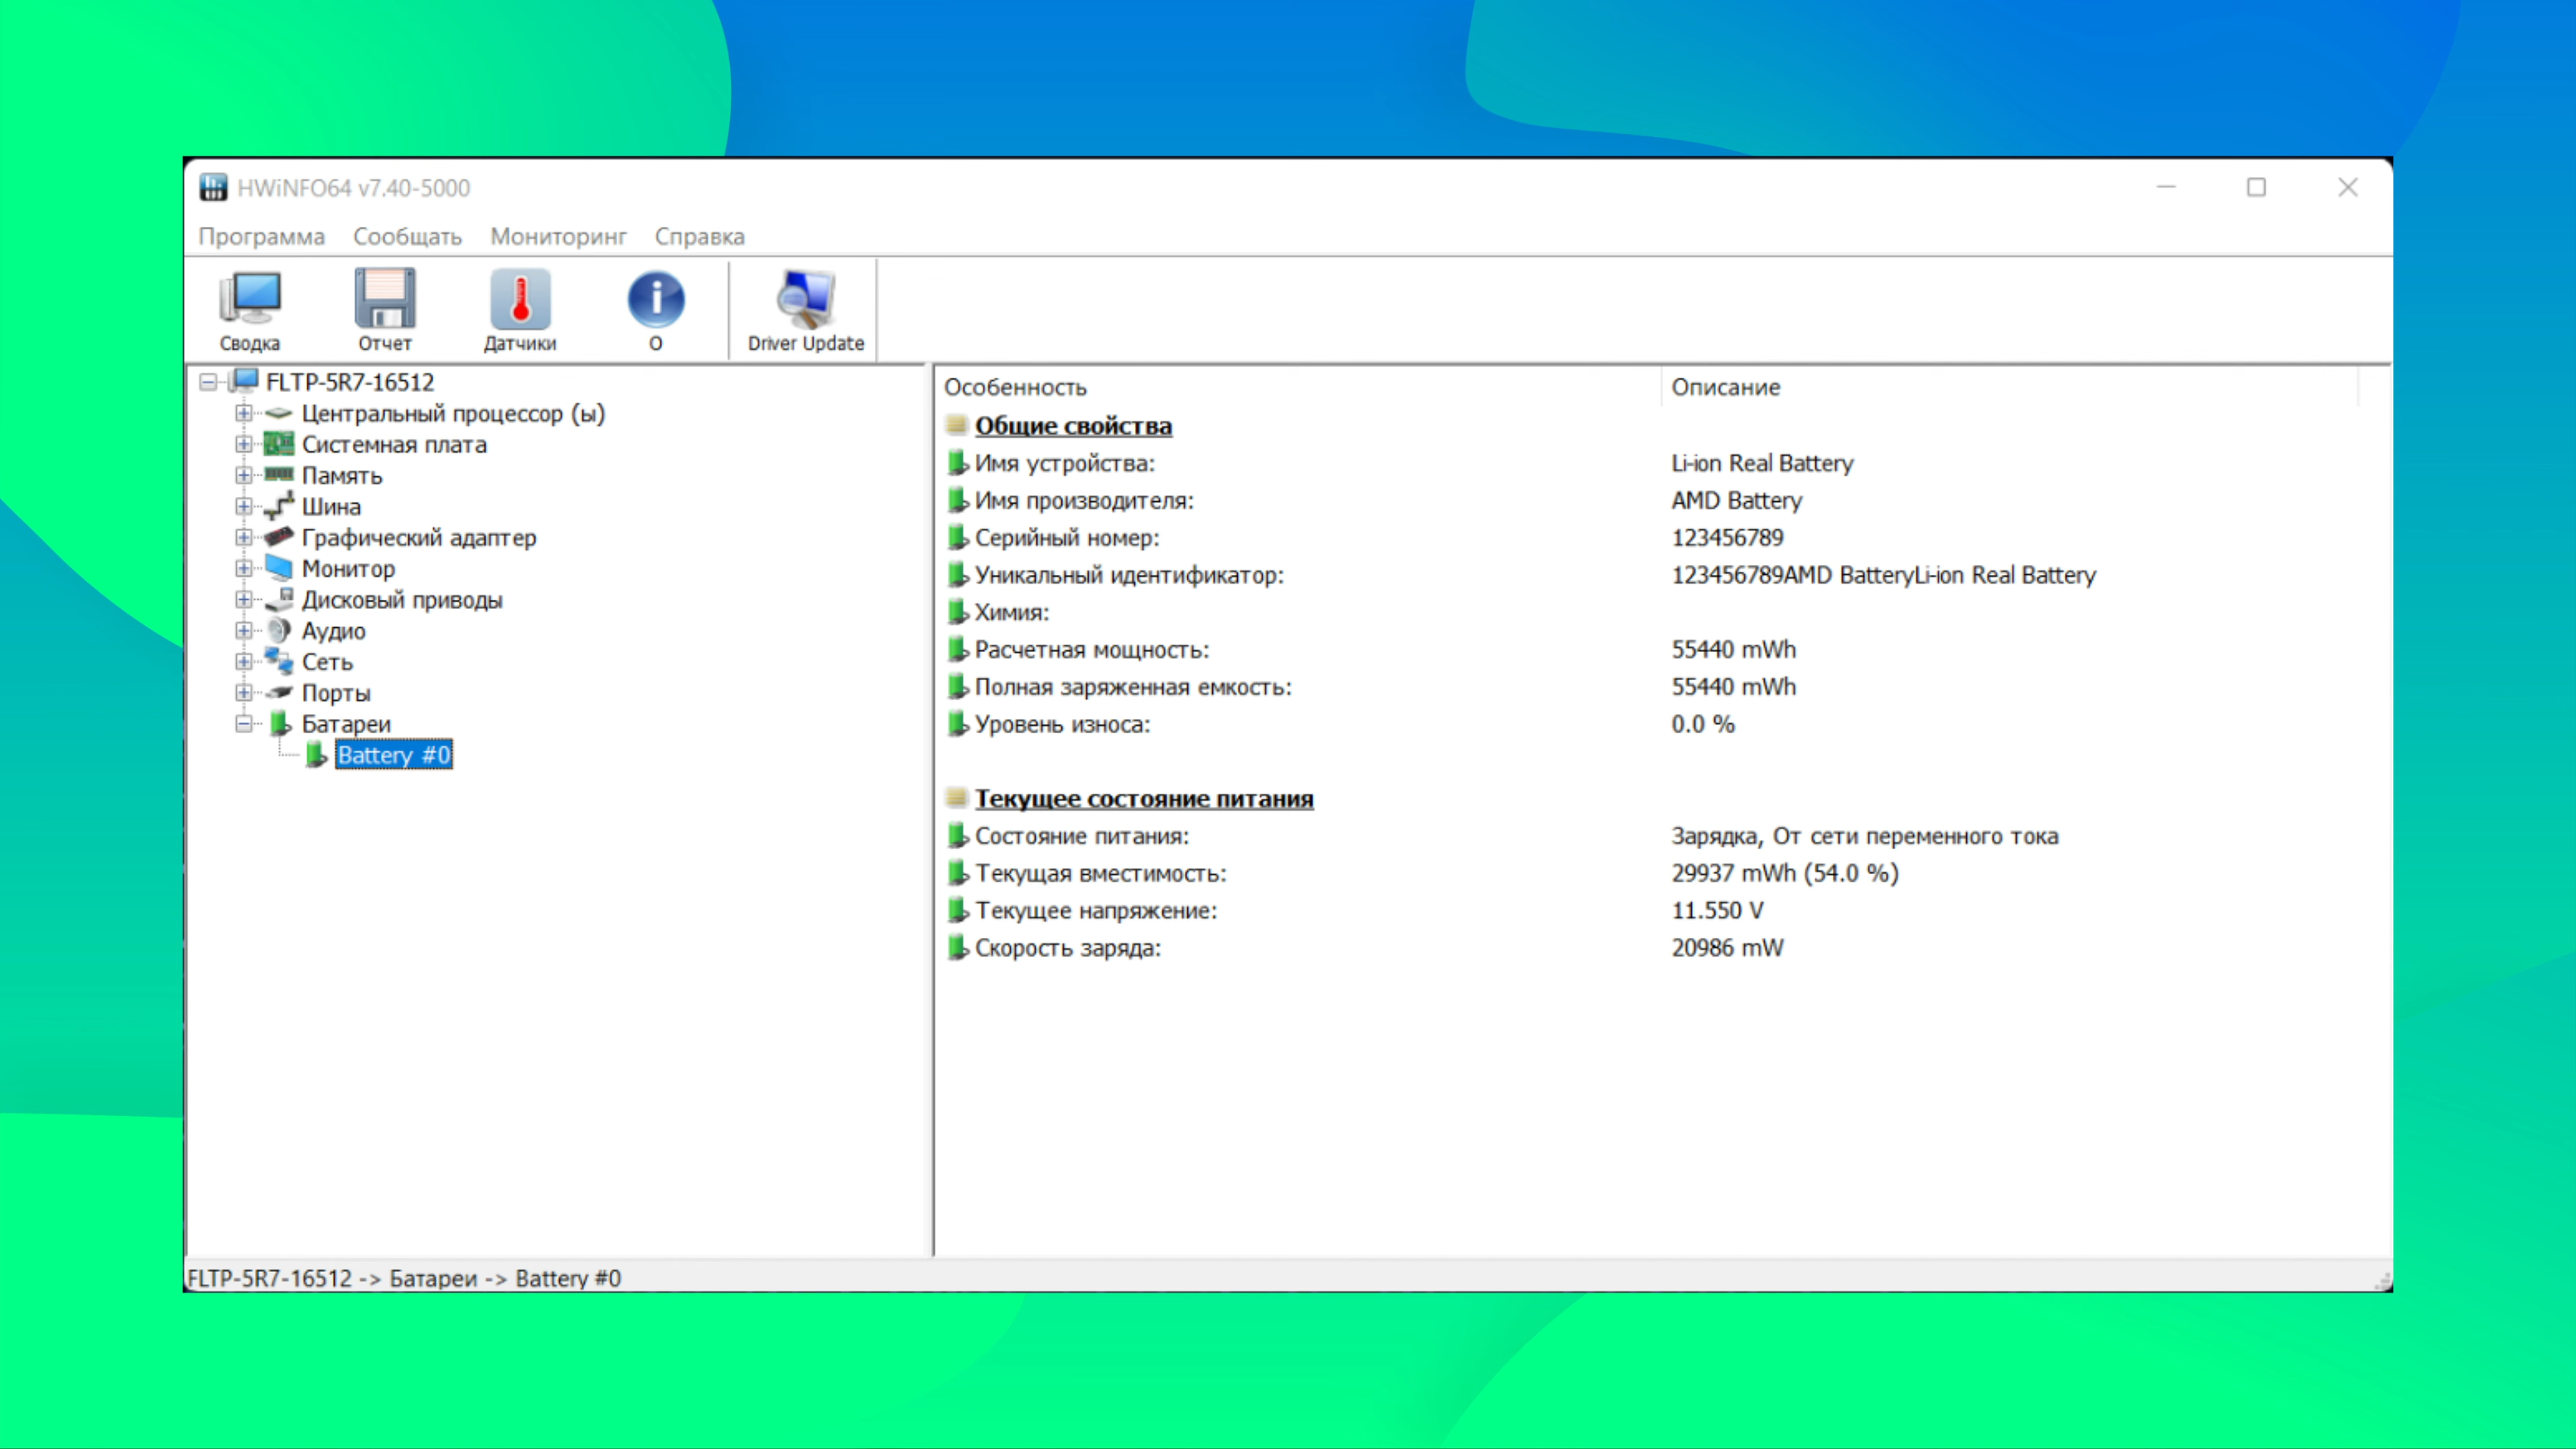 HWiNFO64 v7.40-5000
Программа Сообщать Мониторинг Справка
Сводка Отчет Датчики О Driver Update
FLTP-5R7-16512
Центральный процессор (ы)
Системная плата
Память
Шина
Графический адаптер
Монитор
Дисковый приводы
Аудио
Сеть
Порты
Батареи
Battery #0
Особенность Описание
Общие свойства
Имя устройства: Li-ion Real Battery
Имя производителя: AMD Battery
Серийный номер: 123456789
Уникальный идентификатор: 123456789AMD BatteryLi-ion Real Battery
Химия:
Расчетная мощность: 55440 mWh
Полная заряженная емкость: 55440 mWh
Уровень износа: 0.0 %
Текущее состояние питания
Состояние питания: Зарядка, От сети переменного тока
Текущая вместимость: 29937 mWh (54.0 %)
Текущее напряжение: 11.550 V
Скорость заряда: 20986 mW
FLTP-5R7-16512 -> Батареи -> Battery #0